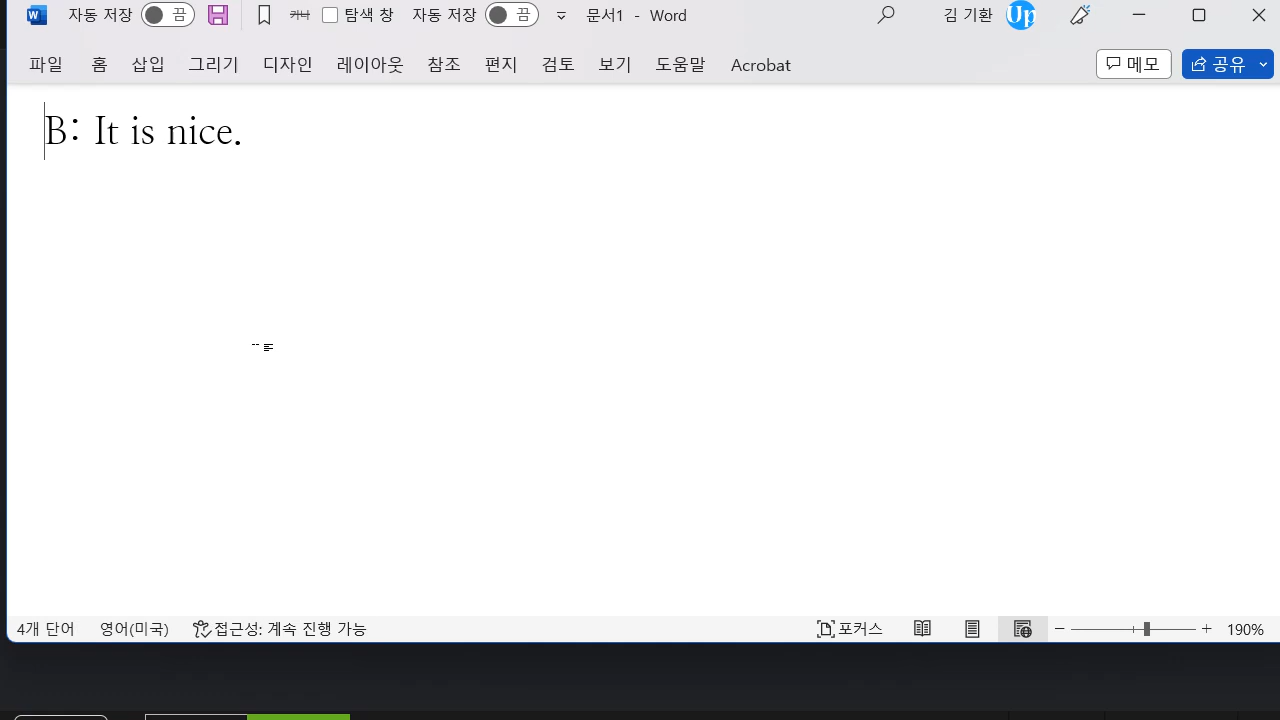 자동 저장 끔 가나 탐색 창 자동 저장 끔 문서1 - Word 김 기환 Up
파일 홈 삽입 그리기 디자인 레이아웃 참조 편지 검토 보기 도움말 Acrobat 메모 공유
B: It is nice.
4개 단어 영어(미국) 접근성: 계속 진행 가능 포커스 190%